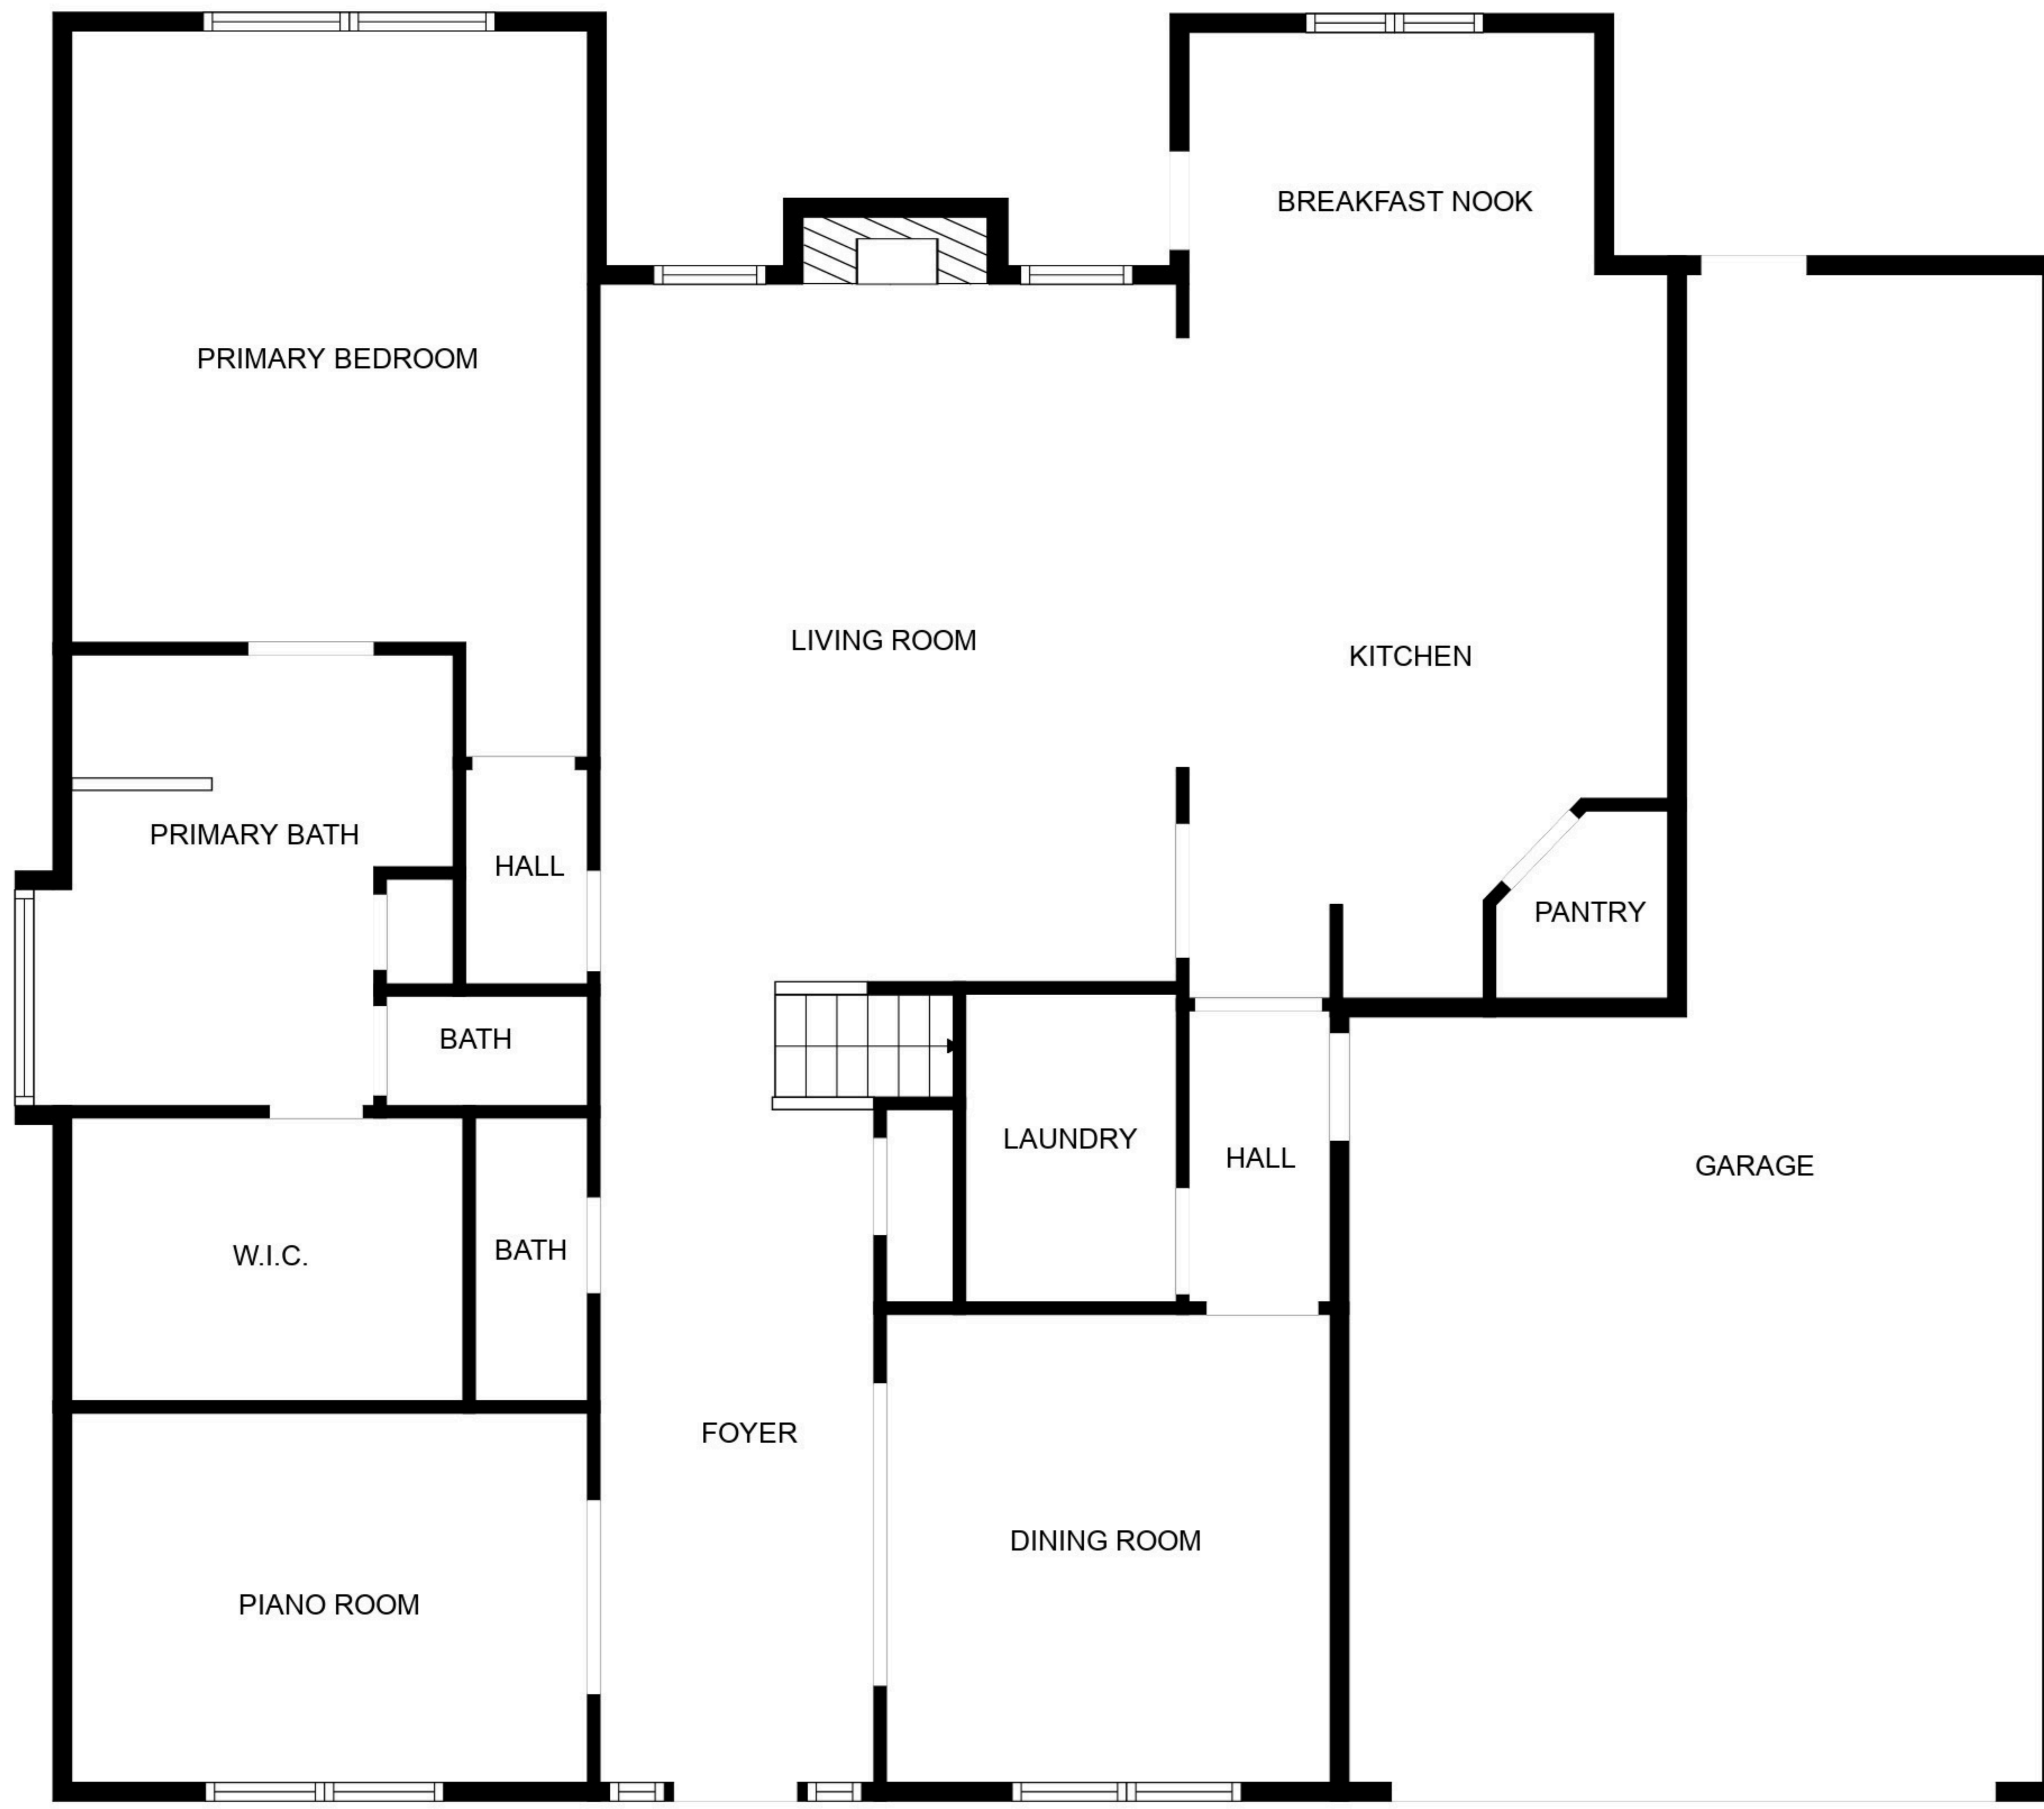 BREAKFAST NOOK
PRIMARY BEDROOM
LIVING ROOM
KITCHEN
PRIMARY BATH
HALL
PANTRY
BATH
LAUNDRY
HALL
GARAGE
W.I.C.
BATH
FOYER
DINING ROOM
PIANO ROOM